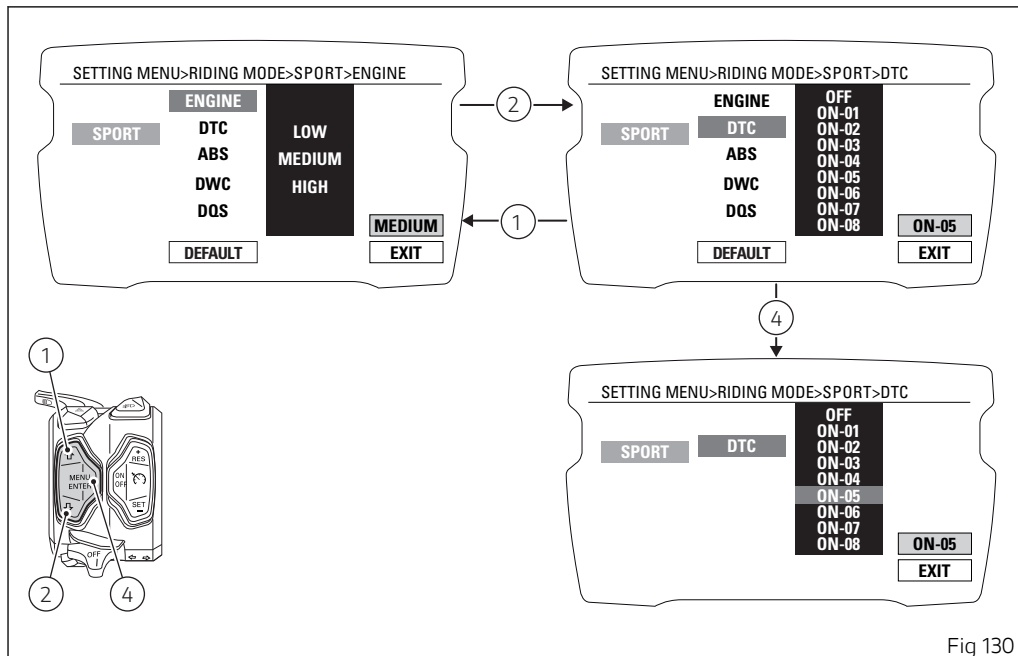 SETTING MENU>RIDING MODE>SPORT>ENGINE
SPORT
ENGINE
DTC
ABS
DWC
DQS
DEFAULT
LOW
MEDIUM
HIGH
MEDIUM
EXIT
2
1
SETTING MENU>RIDING MODE>SPORT>DTC
SPORT
ENGINE
DTC
ABS
DWC
DQS
DEFAULT
OFF
ON-01
ON-02
ON-03
ON-04
ON-05
ON-06
ON-07
ON-08
ON-05
EXIT
4
1
MENU
ENTER
ON
OFF
+
RES
SET
-
OFF
2
4
SETTING MENU>RIDING MODE>SPORT>DTC
SPORT
DTC
OFF
ON-01
ON-02
ON-03
ON-04
ON-05
ON-06
ON-07
ON-08
ON-05
EXIT
Fig 130